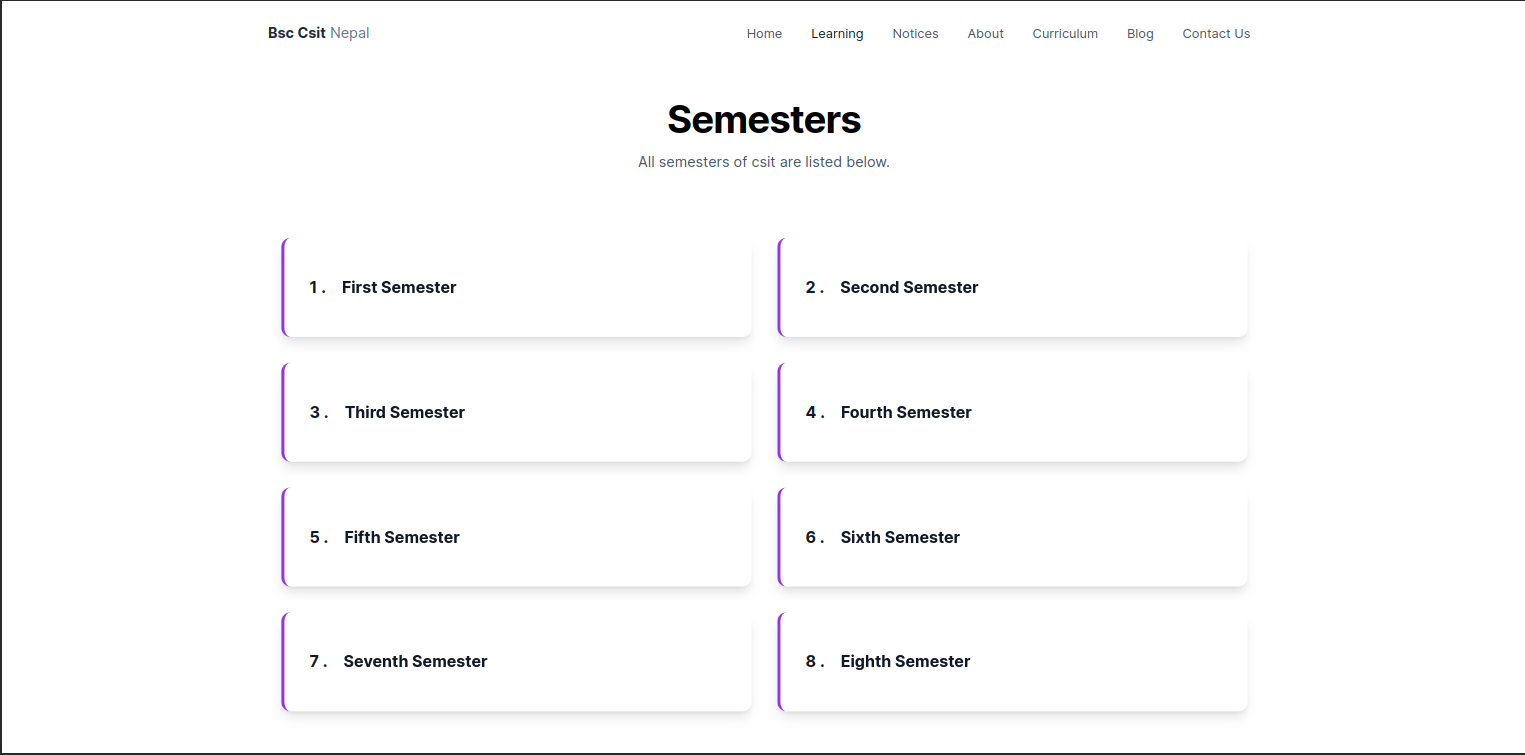 Bsc Csit Nepal
Home Learning Notices About Curriculum Blog Contact Us
Semesters
All semesters of csit are listed below.
1 . First Semester
2 . Second Semester
3 . Third Semester
4 . Fourth Semester
5 . Fifth Semester
6 . Sixth Semester
7 . Seventh Semester
8 . Eighth Semester